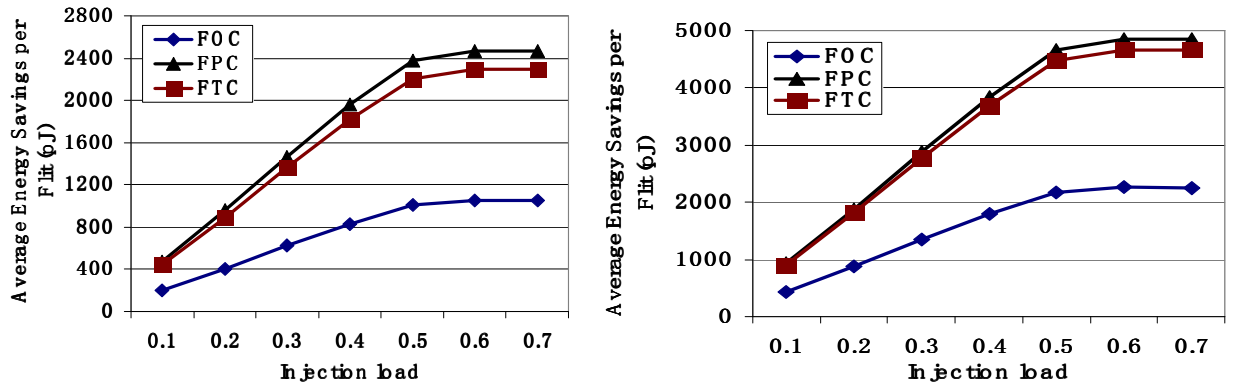 Average Energy Savings per
Flit (pJ)
2800
2400
2000
1600
1200
800
400
0
FOC
FPC
FTC
0.1 0.2 0.3 0.4 0.5 0.6 0.7
Injection load
Average Energy Savings per
Flit (pJ)
5000
4000
3000
2000
1000
0
FOC
FPC
FTC
0.1 0.2 0.3 0.4 0.5 0.6 0.7
Injection load